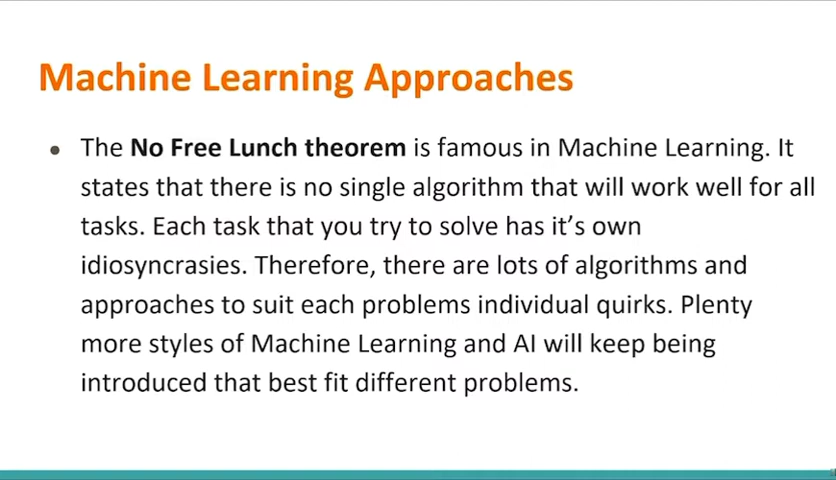 Machine Learning Approaches
• The No Free Lunch theorem is famous in Machine Learning. It
states that there is no single algorithm that will work well for all
tasks. Each task that you try to solve has it's own
idiosyncrasies. Therefore, there are lots of algorithms and
approaches to suit each problems individual quirks. Plenty
more styles of Machine Learning and AI will keep being
introduced that best fit different problems.